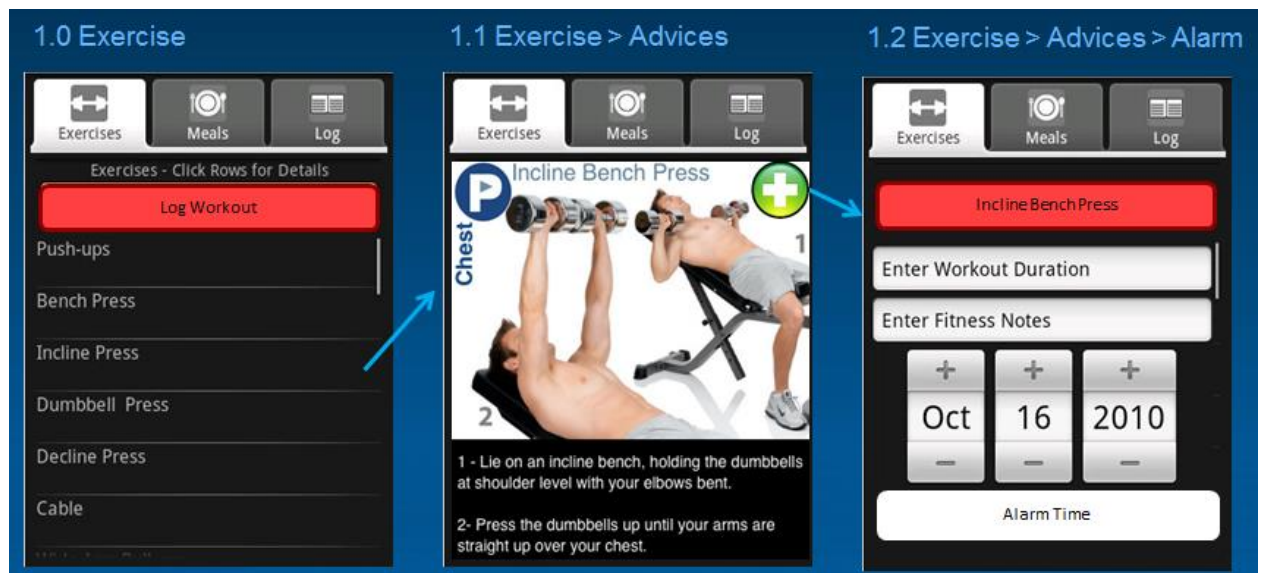 1.0 Exercise
Exercises
Meals
Log
Exercises - Click Rows for Details
Log Workout
Push-ups
Bench Press
Incline Press
Dumbbell Press
Decline Press
Cable
1.1 Exercise > Advices
Exercises
Meals
Log
P
Incline Bench Press
Chest
1
2
1 - Lie on an incline bench, holding the dumbbells
at shoulder level with your elbows bent.
2- Press the dumbbells up until your arms are
straight up over your chest.
1.2 Exercise > Advices > Alarm
Exercises
Meals
Log
Incline Bench Press
Enter Workout Duration
Enter Fitness Notes
+ + +
Oct 16 2010
- - -
Alarm Time